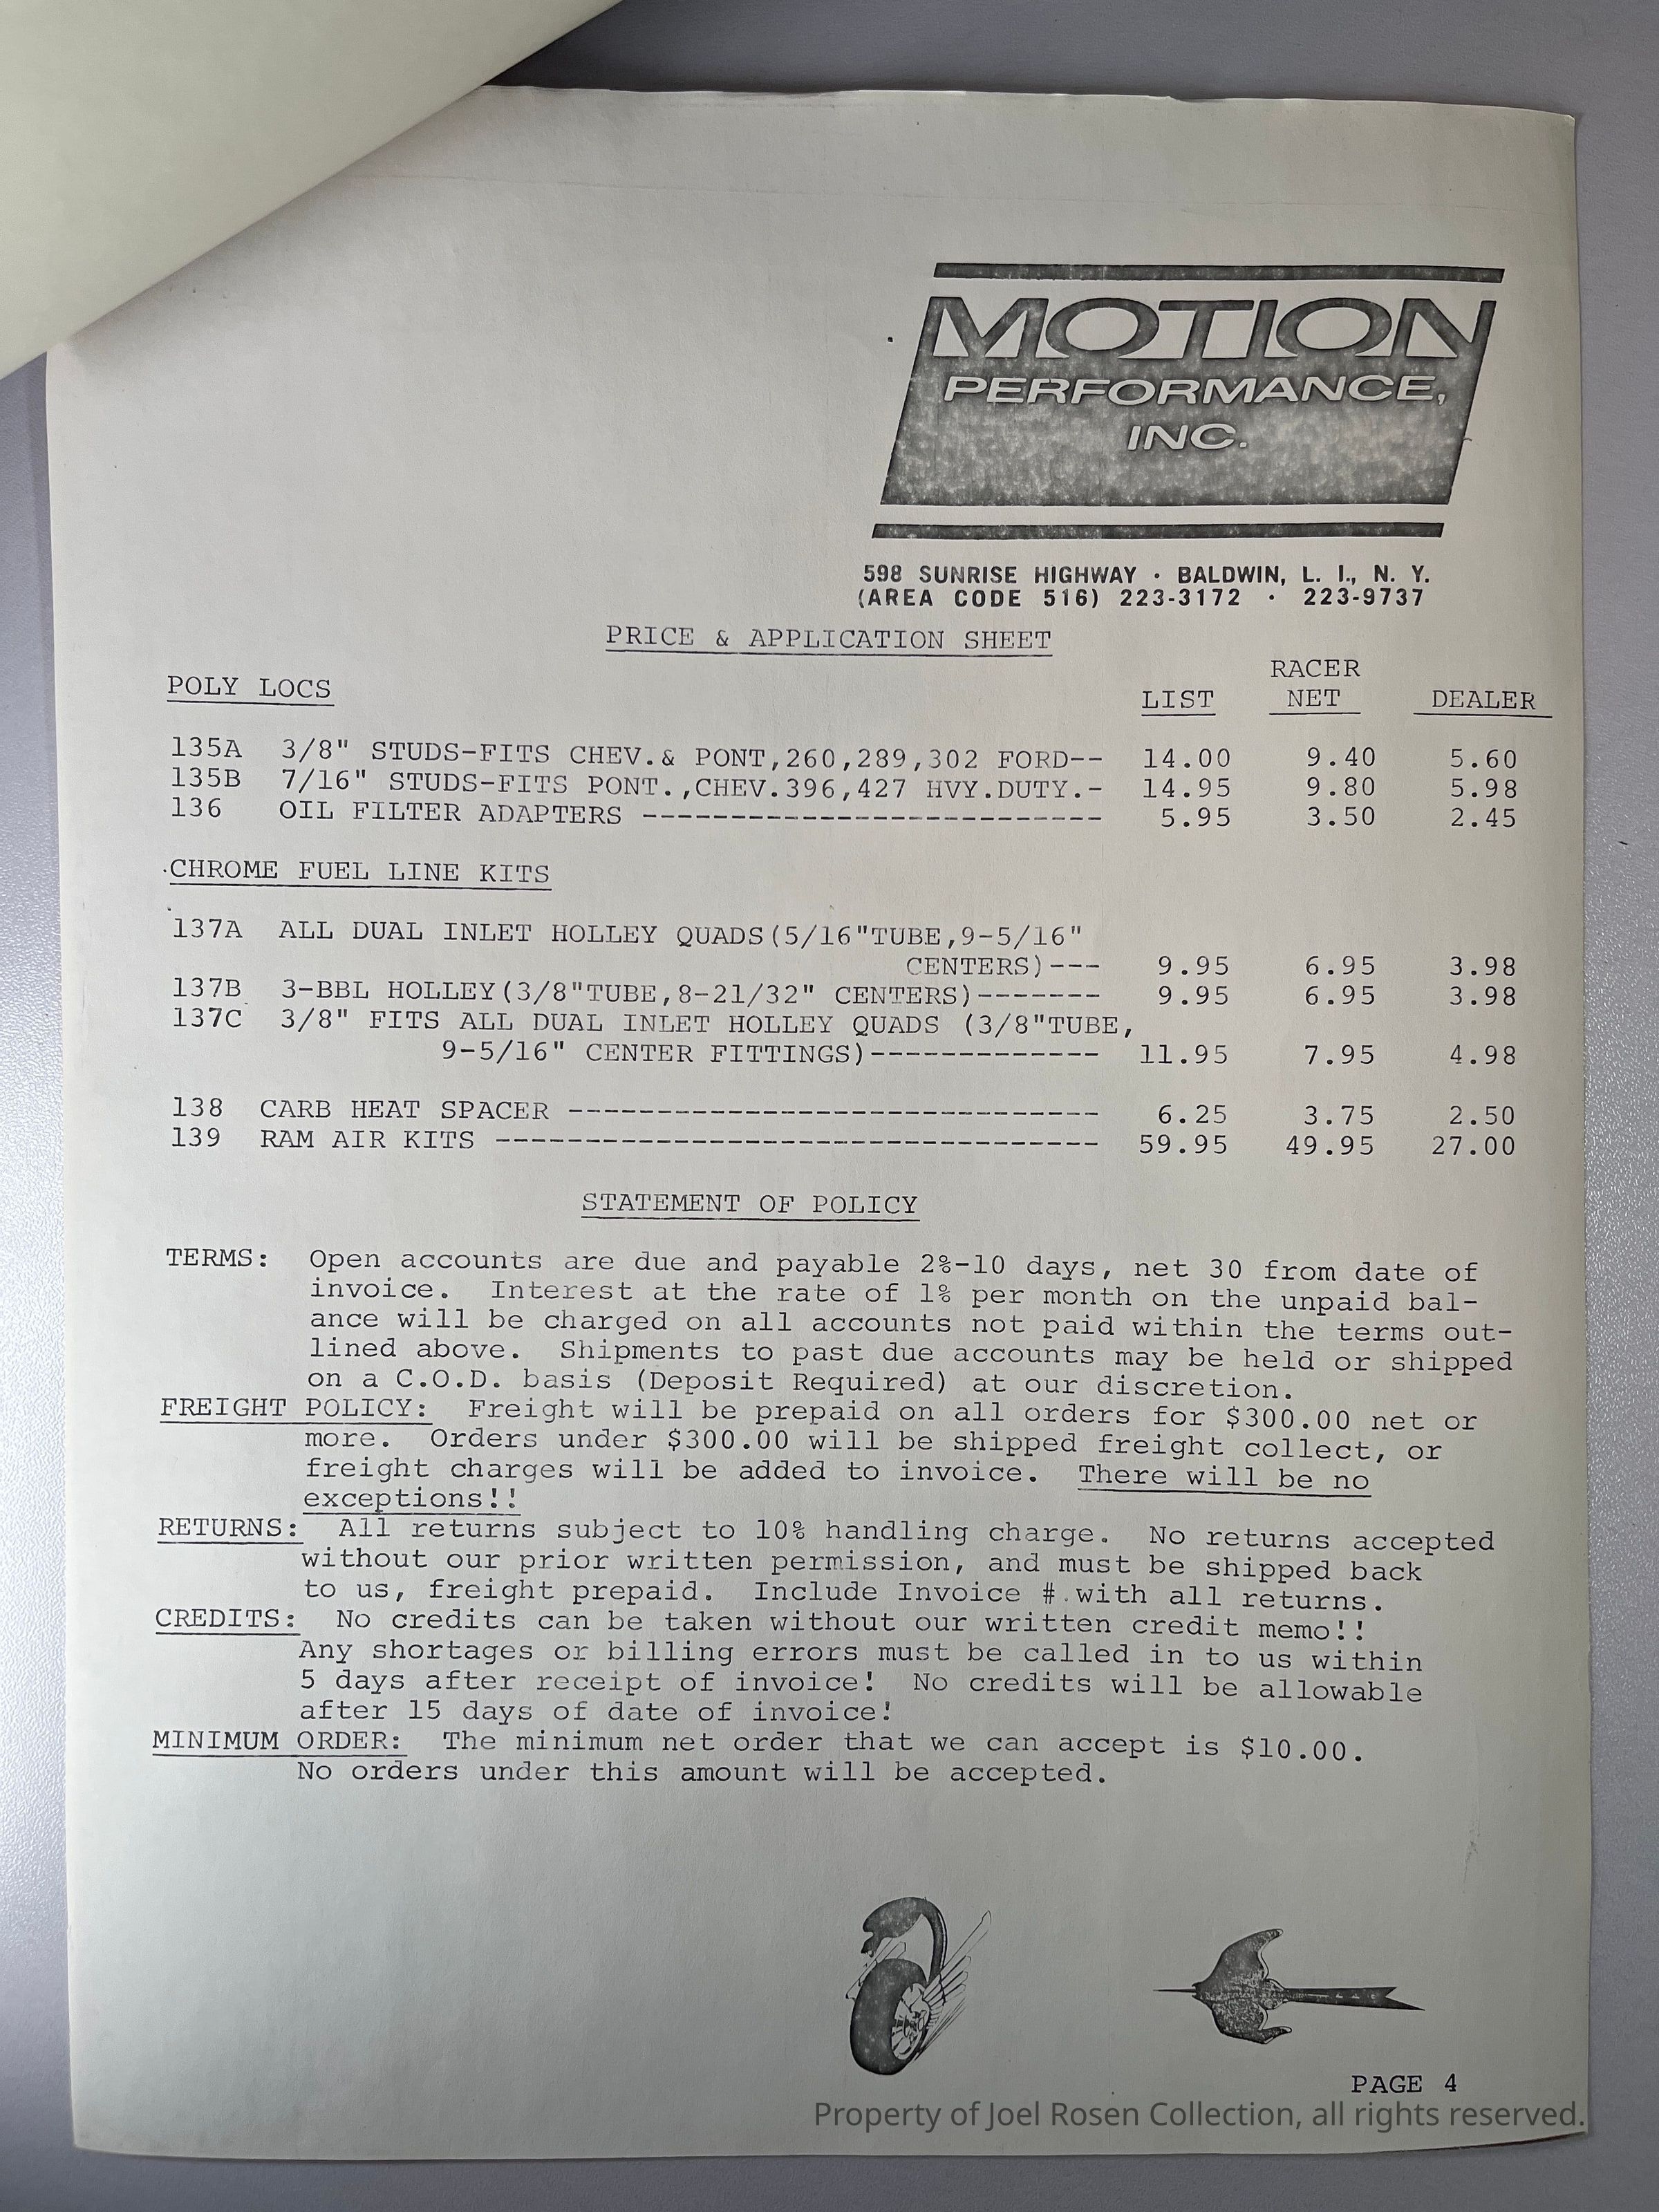 MOTION
PERFORMANCE,
INC.
598 SUNRISE HIGHWAY · BALDWIN, L. I., N. Y.
(AREA CODE 516) 223-3172 · 223-9737
PRICE & APPLICATION SHEET
POLY LOCS LIST RACER NET DEALER
135A 3/8" STUDS-FITS CHEV.& PONT,260,289,302 FORD-- 14.00 9.40 5.60
135B 7/16" STUDS-FITS PONT.,CHEV.396,427 HVY.DUTY.- 14.95 9.80 5.98
136 OIL FILTER ADAPTERS -------------------------- 5.95 3.50 2.45
CHROME FUEL LINE KITS
137A ALL DUAL INLET HOLLEY QUADS(5/16"TUBE,9-5/16"
CENTERS)--- 9.95 6.95 3.98
137B 3-BBL HOLLEY(3/8"TUBE,8-21/32" CENTERS)------- 9.95 6.95 3.98
137C 3/8" FITS ALL DUAL INLET HOLLEY QUADS (3/8"TUBE,
9-5/16" CENTER FITTINGS)------------- 11.95 7.95 4.98
138 CARB HEAT SPACER ------------------------------ 6.25 3.75 2.50
139 RAM AIR KITS ---------------------------------- 59.95 49.95 27.00
STATEMENT OF POLICY
TERMS: Open accounts are due and payable 2%-10 days, net 30 from date of
invoice. Interest at the rate of 1% per month on the unpaid bal-
ance will be charged on all accounts not paid within the terms out-
lined above. Shipments to past due accounts may be held or shipped
on a C.O.D. basis (Deposit Required) at our discretion.
FREIGHT POLICY: Freight will be prepaid on all orders for $300.00 net or
more. Orders under $300.00 will be shipped freight collect, or
freight charges will be added to invoice. There will be no
exceptions!!
RETURNS: All returns subject to 10% handling charge. No returns accepted
without our prior written permission, and must be shipped back
to us, freight prepaid. Include Invoice # with all returns.
CREDITS: No credits can be taken without our written credit memo!!
Any shortages or billing errors must be called in to us within
5 days after receipt of invoice! No credits will be allowable
after 15 days of date of invoice!
MINIMUM ORDER: The minimum net order that we can accept is $10.00.
No orders under this amount will be accepted.
PAGE 4
Property of Joel Rosen Collection, all rights reserved.